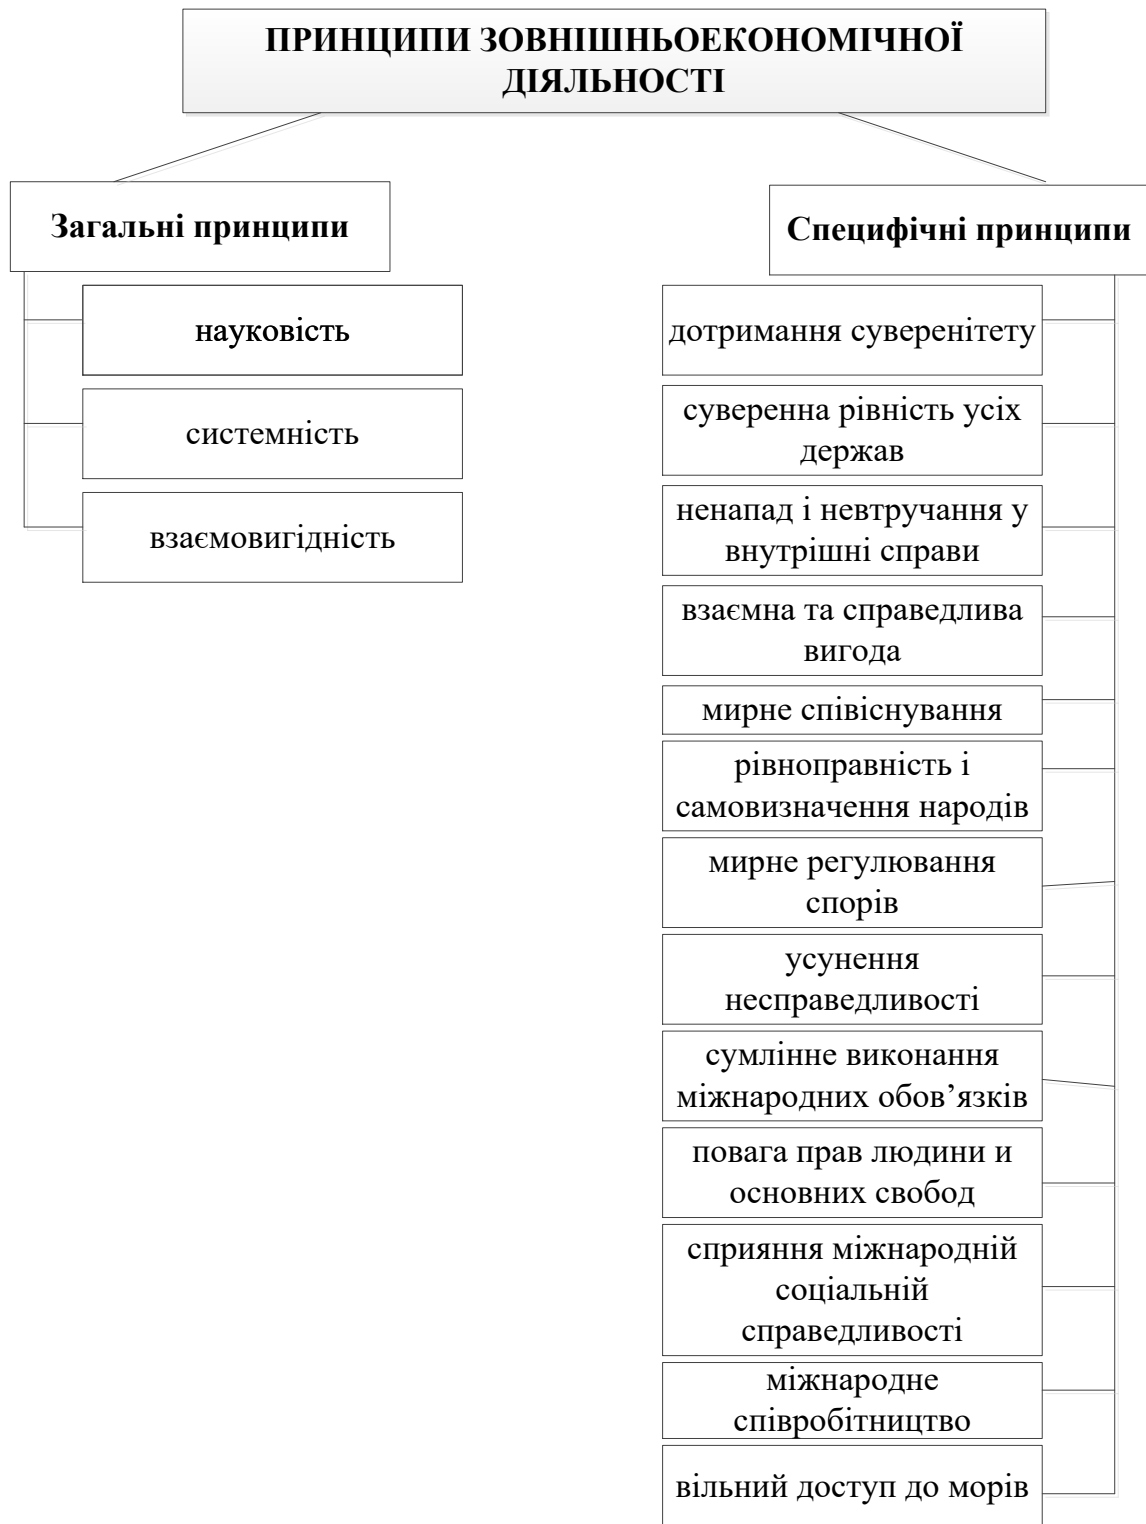 ПРИНЦИПИ ЗОВНІШНЬОЕКОНОМІЧНОЇ
ДІЯЛЬНОСТІ
Загальні принципи
науковість
системність
взаємовигідність
Специфічні принципи
дотримання суверенітету
суверенна рівність усіх
держав
ненапад і невтручання у
внутрішні справи
взаємна та справедлива
вигода
мирне співіснування
рівноправність і
самовизначення народів
мирне регулювання
спорів
усунення
несправедливості
сумлінне виконання
міжнародних обов’язків
повага прав людини и
основних свобод
сприяння міжнародній
соціальній
справедливості
міжнародне
співробітництво
вільний доступ до морів